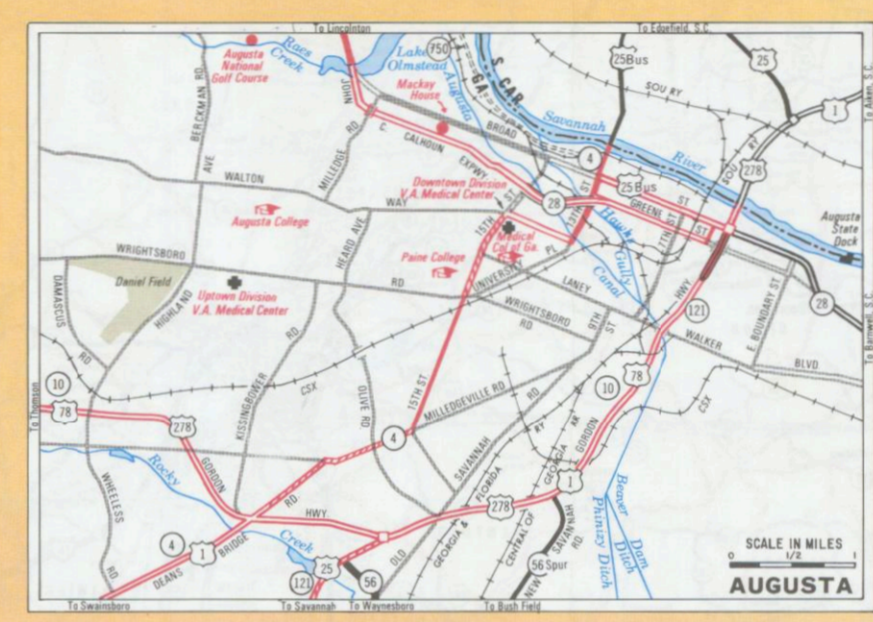 To Lincolnton
To Edgefield, S.C.
Augusta
National
Golf Course
Raes
Creek
Lake
Olmstead
Augusta
S. CAR.
GA.
25Bus
25
1
To Aiken, S.C.
BERCKMAN RD
JOHN
C.
CALHOUN
EXPWY
Mackey
House
MILLEDGE RD
BROAD
SOU RY
Savannah
River
SOU RY
278
AVE
WALTON
WAY
Downtown Division
V.A. Medical Center
4
25Bus
ST
28
GREENE
ST
13TH ST
7TH ST
Augusta College
HEARD AVE
15TH ST
Medical
Col of Ga.
Hawks
Gully
Canal
Augusta
State
Dock
WRIGHTSBORO
RD
Paine College
UNIVERSITY PL
LANEY
Daniel Field
Uptown Division
V.A. Medical Center
DAMASCUS
RD
HIGHLAND
WRIGHTSBORO
RD
9TH
ST
HWY
121
WALKER
BLVD
E. BOUNDARY ST
28
To Barnwell, S.C.
KISSINGBOWER
RD.
CSX
OLIVE RD
15TH ST
MILLEDGEVILLE RD
10
78
CSX
To Thomson
10
78
278
GORDON
HWY.
4
SAVANNAH
RD
GEORGIA &
FLORIDA
RY
CENTRAL OF
GEORGIA
RR
GORDON
1
278
WHEELESS
RD
Rocky
Creek
4
1
DEANS
BRIDGE
RD.
121
25
56
OLD
56 Spur
NEW
SAVANNAH
RD.
Beaver
Dam
Ditch
Phinizy Ditch
SCALE IN MILES
0 1/2 1
AUGUSTA
To Swainsboro
To Savannah
To Waynesboro
To Bush Field